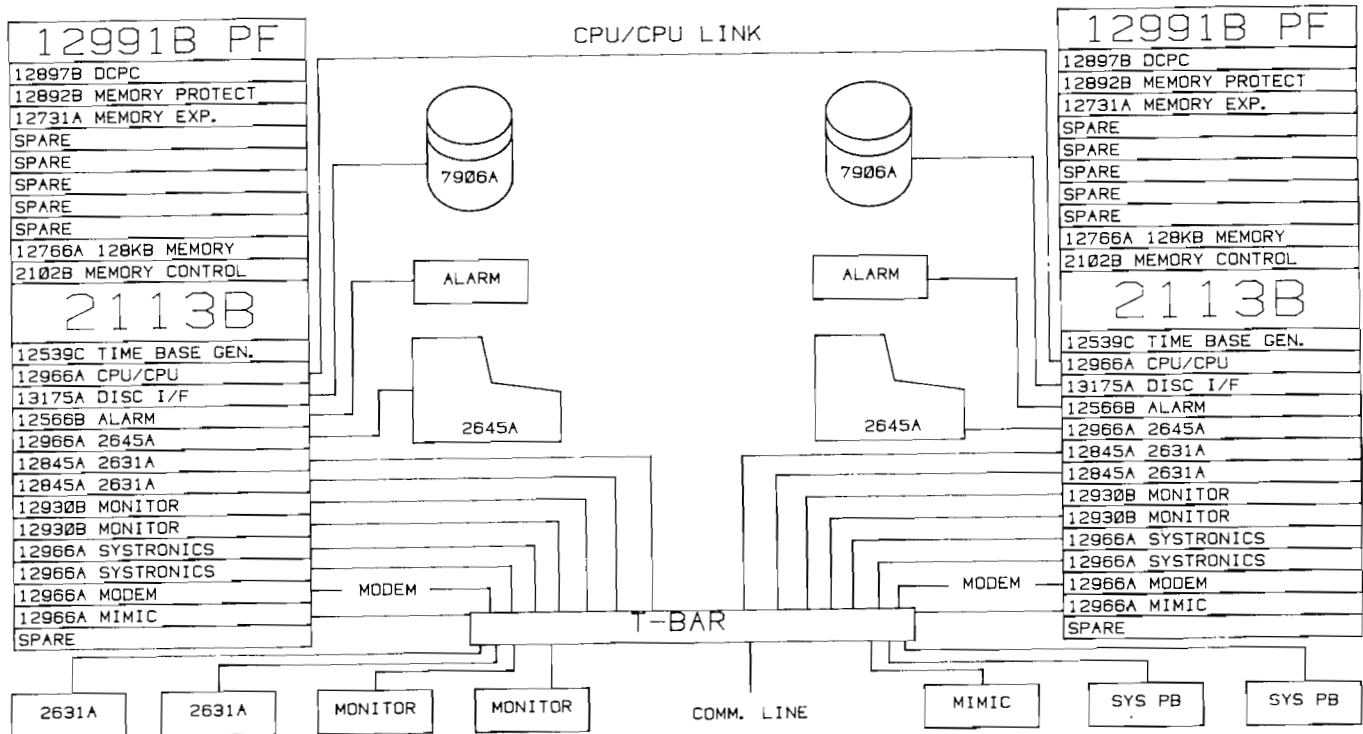 12991B PF
12897B DCPC
12892B MEMORY PROTECT
12731A MEMORY EXP.
SPARE
SPARE
SPARE
SPARE
SPARE
12766A 128KB MEMORY
2102B MEMORY CONTROL
2113B
12539C TIME BASE GEN.
12966A CPU/CPU
13175A DISC I/F
12566B ALARM
12966A 2645A
12845A 2631A
12845A 2631A
12930B MONITOR
12930B MONITOR
12966A SYSTRONICS
12966A SYSTRONICS
12966A MODEM
12966A MIMIC
SPARE
CPU/CPU LINK
7906A
7906A
ALARM
ALARM
2645A
2645A
MODEM
MODEM
T-BAR
12991B PF
12897B DCPC
12892B MEMORY PROTECT
12731A MEMORY EXP.
SPARE
SPARE
SPARE
SPARE
SPARE
12766A 128KB MEMORY
2102B MEMORY CONTROL
2113B
12539C TIME BASE GEN.
12966A CPU/CPU
13175A DISC I/F
12566B ALARM
12966A 2645A
12845A 2631A
12845A 2631A
12930B MONITOR
12930B MONITOR
12966A SYSTRONICS
12966A SYSTRONICS
12966A MODEM
12966A MIMIC
SPARE
2631A
2631A
MONITOR
MONITOR
COMM. LINE
MIMIC
SYS PB
SYS PB